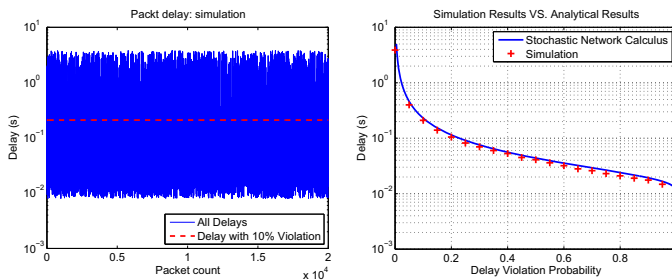 Packt delay: simulation
10^1
10^0
10^-1
10^-2
10^-3
Delay (s)
All Delays
Delay with 10% Violation
0
0.5
1
1.5
2
x 10^4
Packet count
Simulation Results VS. Analytical Results
10^1
10^0
10^-1
10^-2
10^-3
Delay (s)
Stochastic Network Calculus
Simulation
0
0.2
0.4
0.6
0.8
Delay Violation Probability